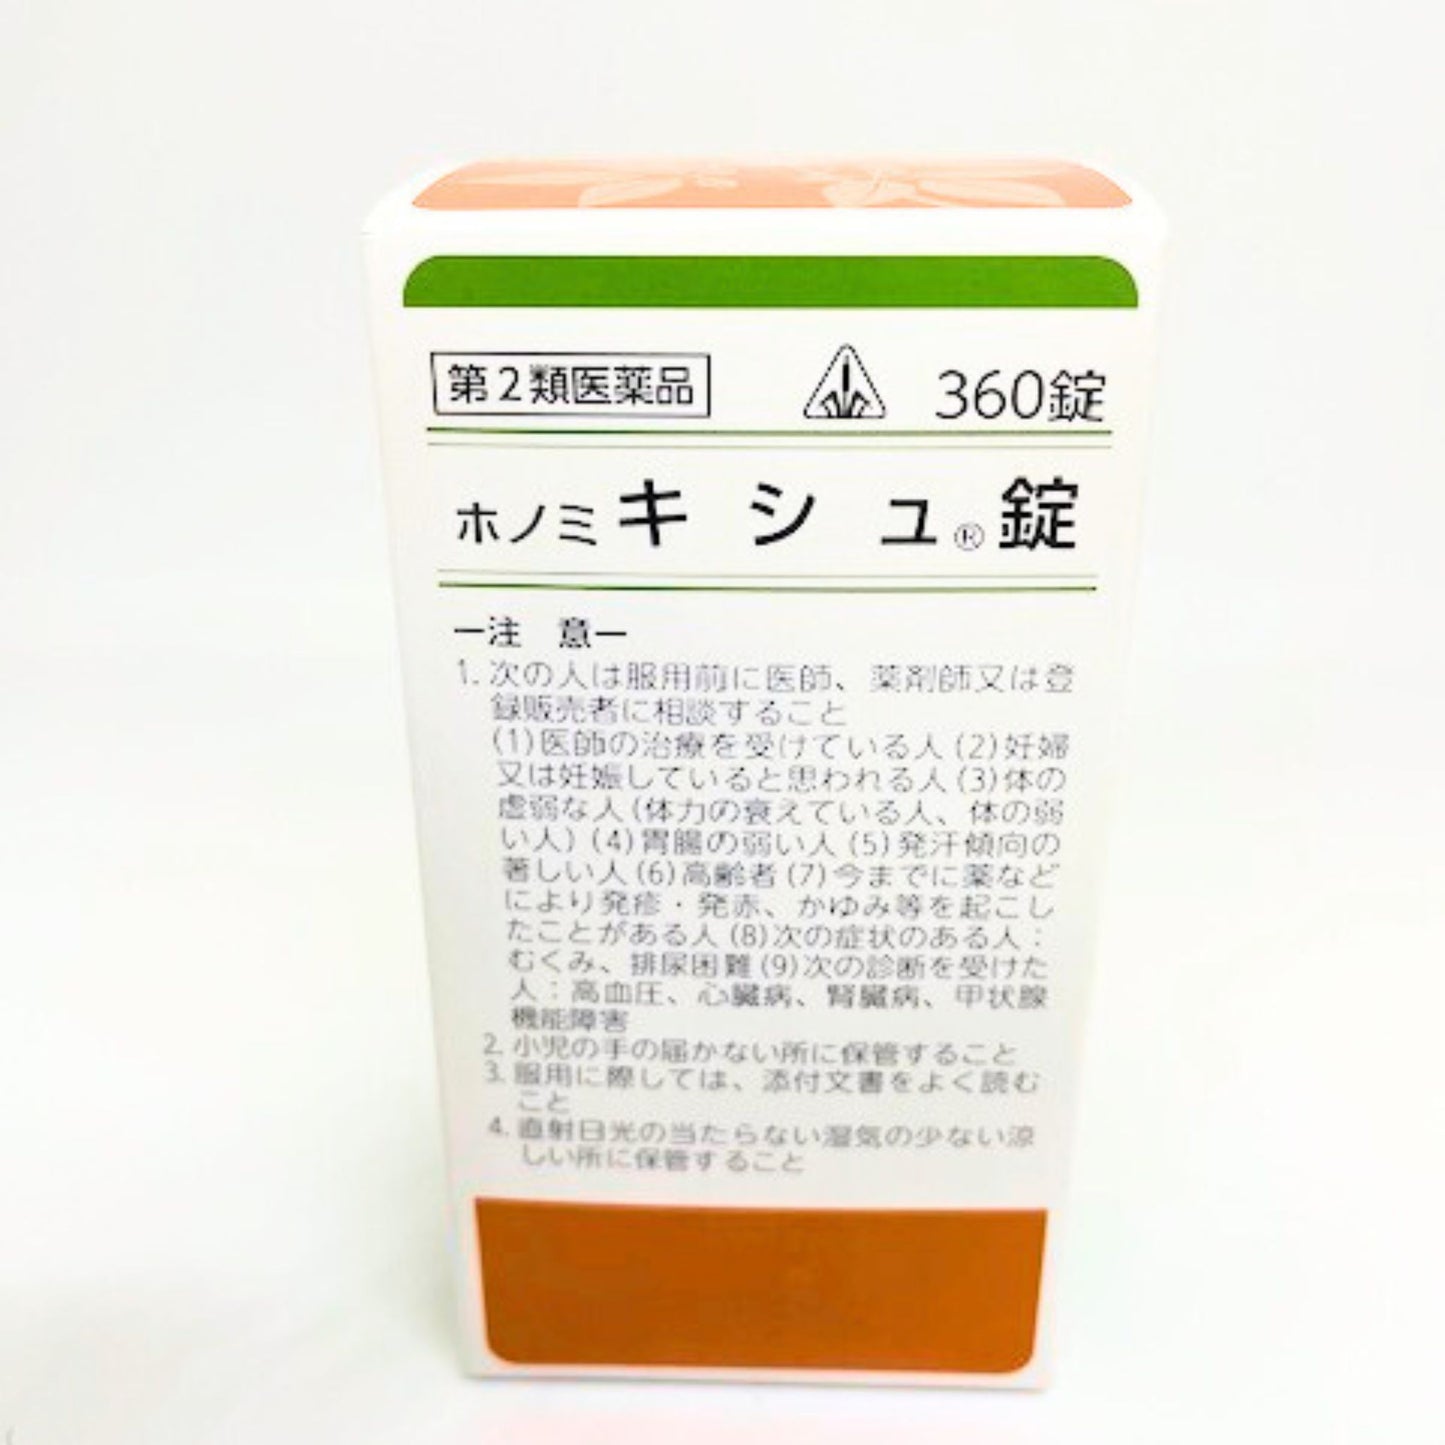 第2類医薬品
360錠
ホノミキシュ®錠
ー注 意ー
1. 次の人は服用前に医師、薬剤師又は登
録販売者に相談すること
(1)医師の治療を受けている人(2)妊婦
又は妊娠していると思われる人(3)体の
虚弱な人(体力の衰えている人、体の弱
い人)(4)胃腸の弱い人(5)発汗傾向の
著しい人(6)高齢者(7)今までに薬など
により発疹・発赤、かゆみ等を起こし
たことがある人(8)次の症状のある人:
むくみ、排尿困難(9)次の診断を受けた
人:高血圧、心臓病、腎臓病、甲状腺
機能障害
2. 小児の手の届かない所に保管すること
3. 服用に際しては、添付文書をよく読む
こと
4. 直射日光の当たらない湿気の少ない涼
しい所に保管すること